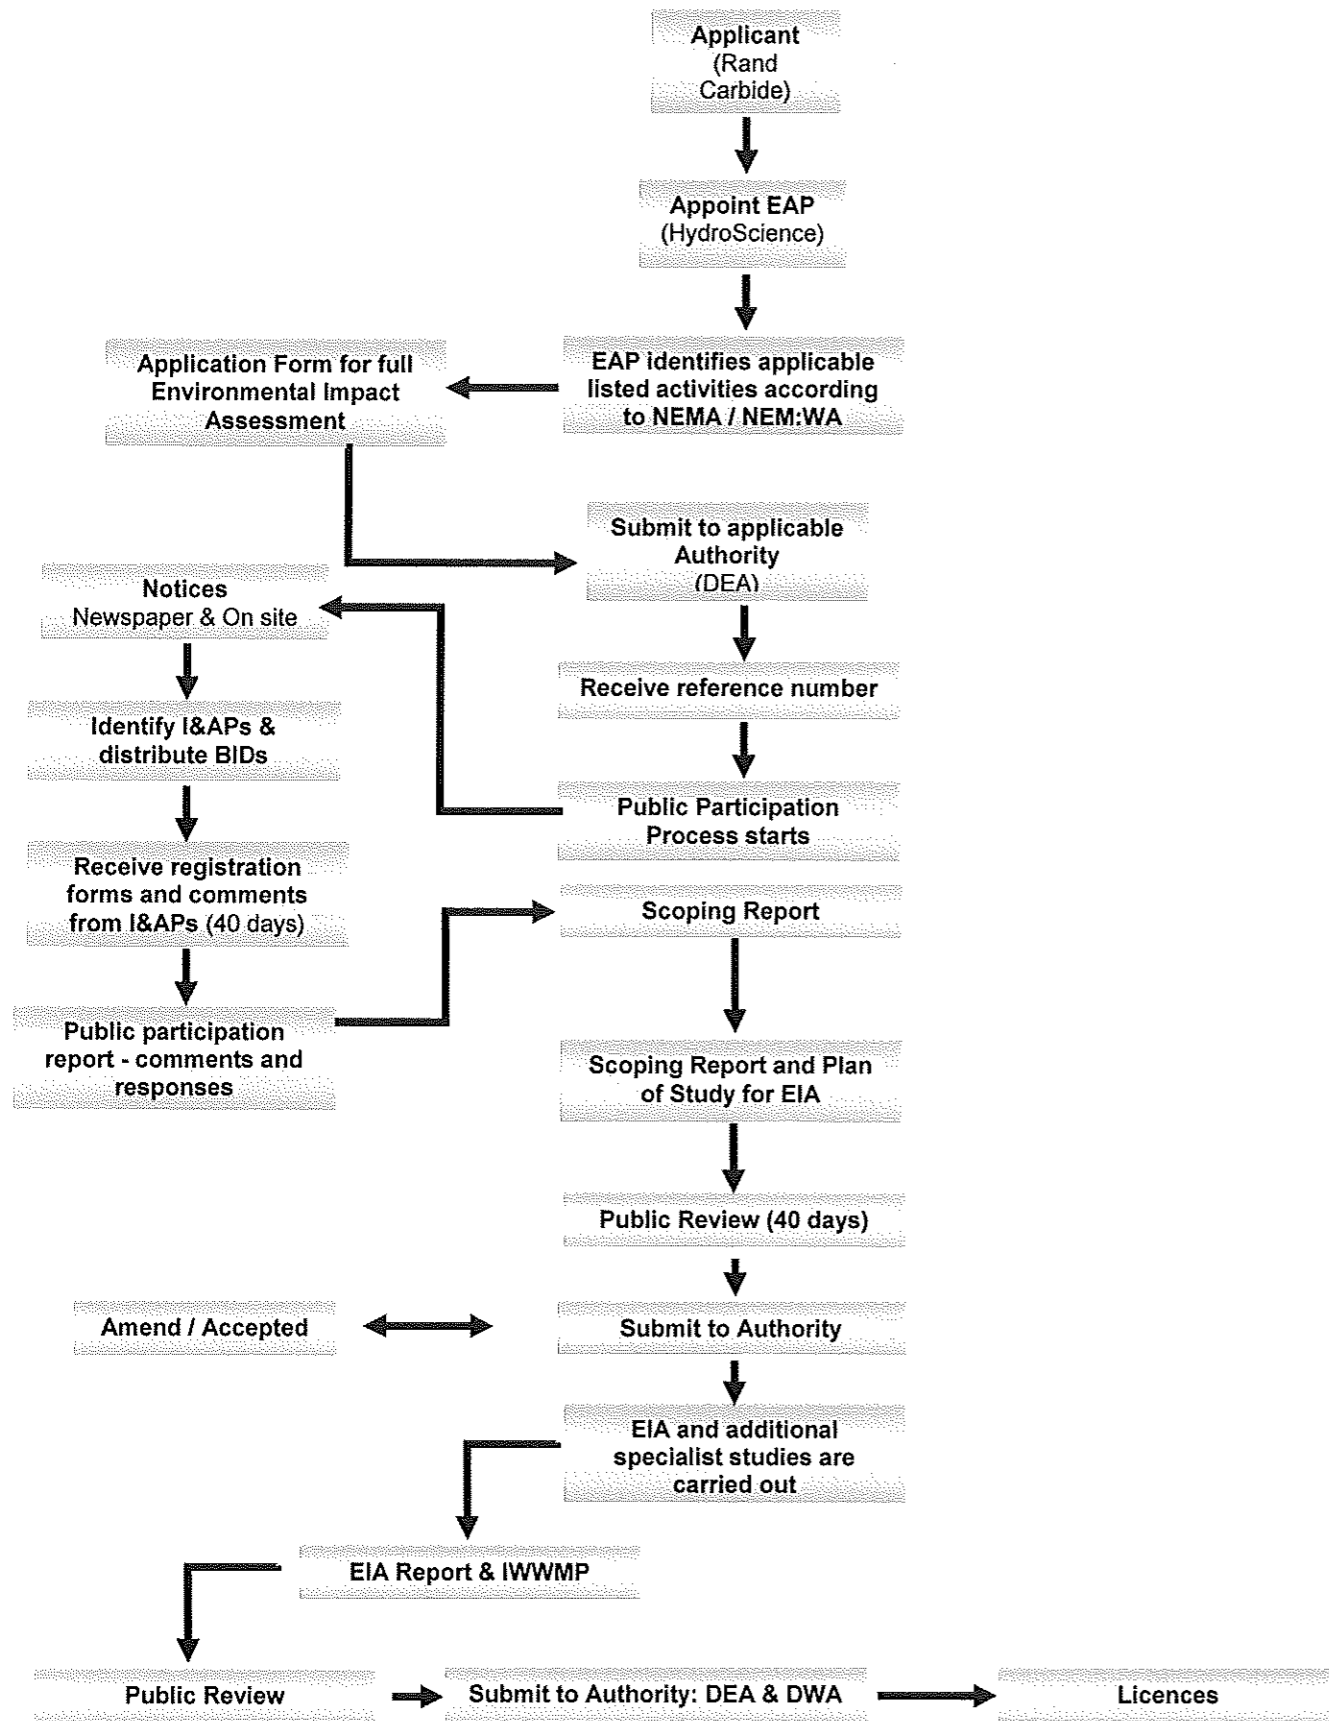 Applicant
(Rand
Carbide)
Appoint EAP
(HydroScience)
EAP identifies applicable
listed activities according
to NEMA / NEM:WA
Application Form for full
Environmental Impact
Assessment
Submit to applicable
Authority
(DEA)
Receive reference number
Public Participation
Process starts
Notices
Newspaper & On site
Identify I&APs &
distribute BIDs
Receive registration
forms and comments
from I&APs (40 days)
Public participation
report - comments and
responses
Scoping Report
Scoping Report and Plan
of Study for EIA
Public Review (40 days)
Submit to Authority
Amend / Accepted
EIA and additional
specialist studies are
carried out
EIA Report & IWWMP
Public Review
Submit to Authority: DEA & DWA
Licences